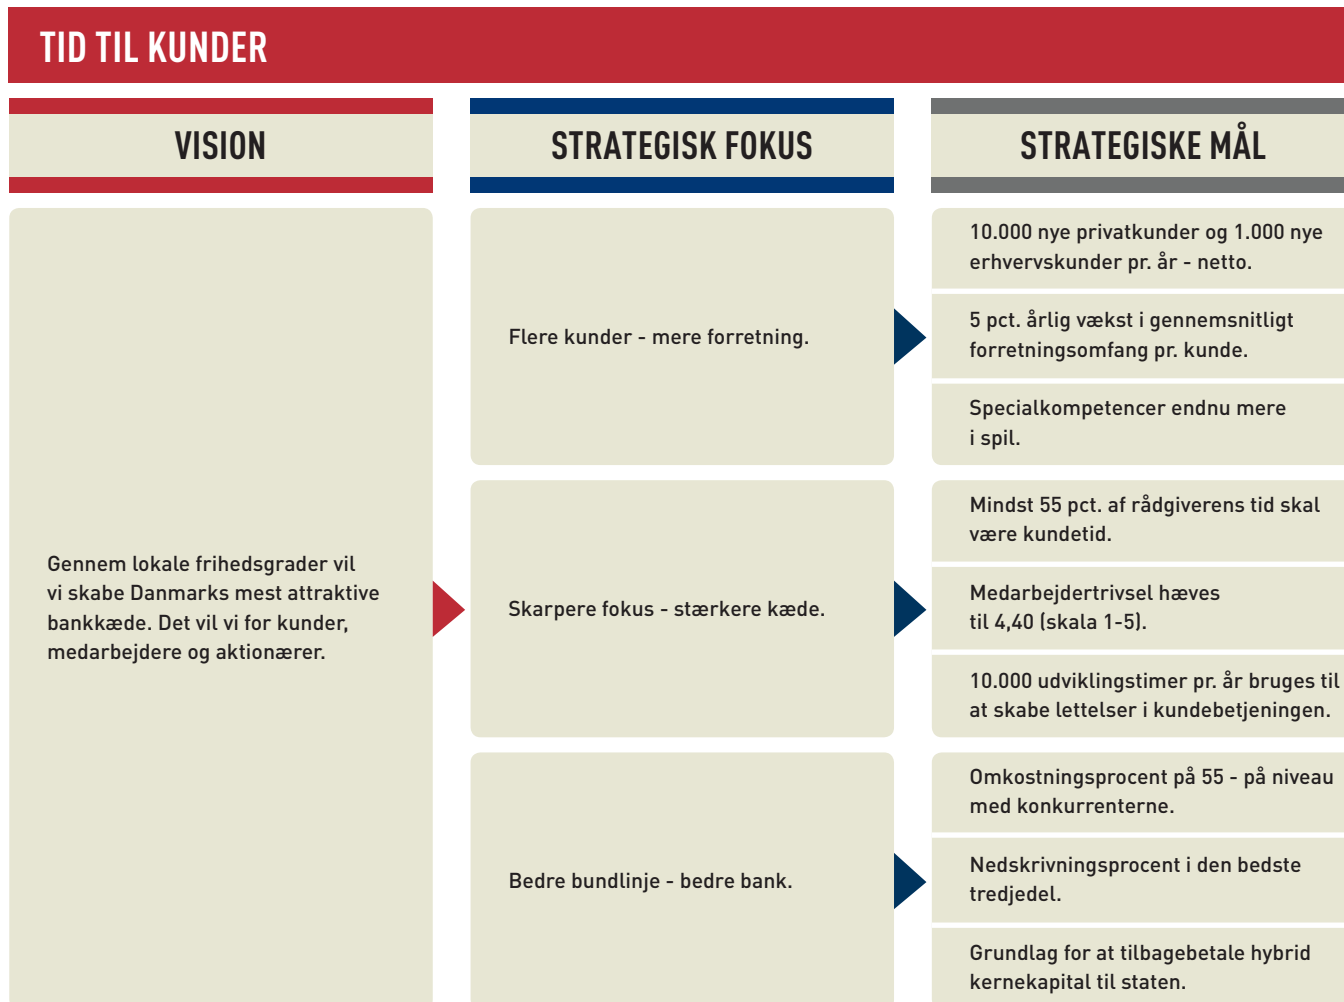 TID TIL KUNDER
VISION
STRATEGISK FOKUS
STRATEGISKE MÅL
Gennem lokale frihedsgrader vil
vi skabe Danmarks mest attraktive
bankkæde. Det vil vi for kunder,
medarbejdere og aktionærer.
Flere kunder - mere forretning.
10.000 nye privatkunder og 1.000 nye
erhvervskunder pr. år - netto.
5 pct. årlig vækst i gennemsnitligt
forretningsomfang pr. kunde.
Specialkompetencer endnu mere
i spil.
Skarpere fokus - stærkere kæde.
Mindst 55 pct. af rådgiverens tid skal
være kundetid.
Medarbejdertrivsel hæves
til 4,40 (skala 1-5).
10.000 udviklingstimer pr. år bruges til
at skabe lettelser i kundebetjeningen.
Bedre bundlinje - bedre bank.
Omkostningsprocent på 55 - på niveau
med konkurrenterne.
Nedskrivningsprocent i den bedste
tredjedel.
Grundlag for at tilbagebetale hybrid
kernekapital til staten.